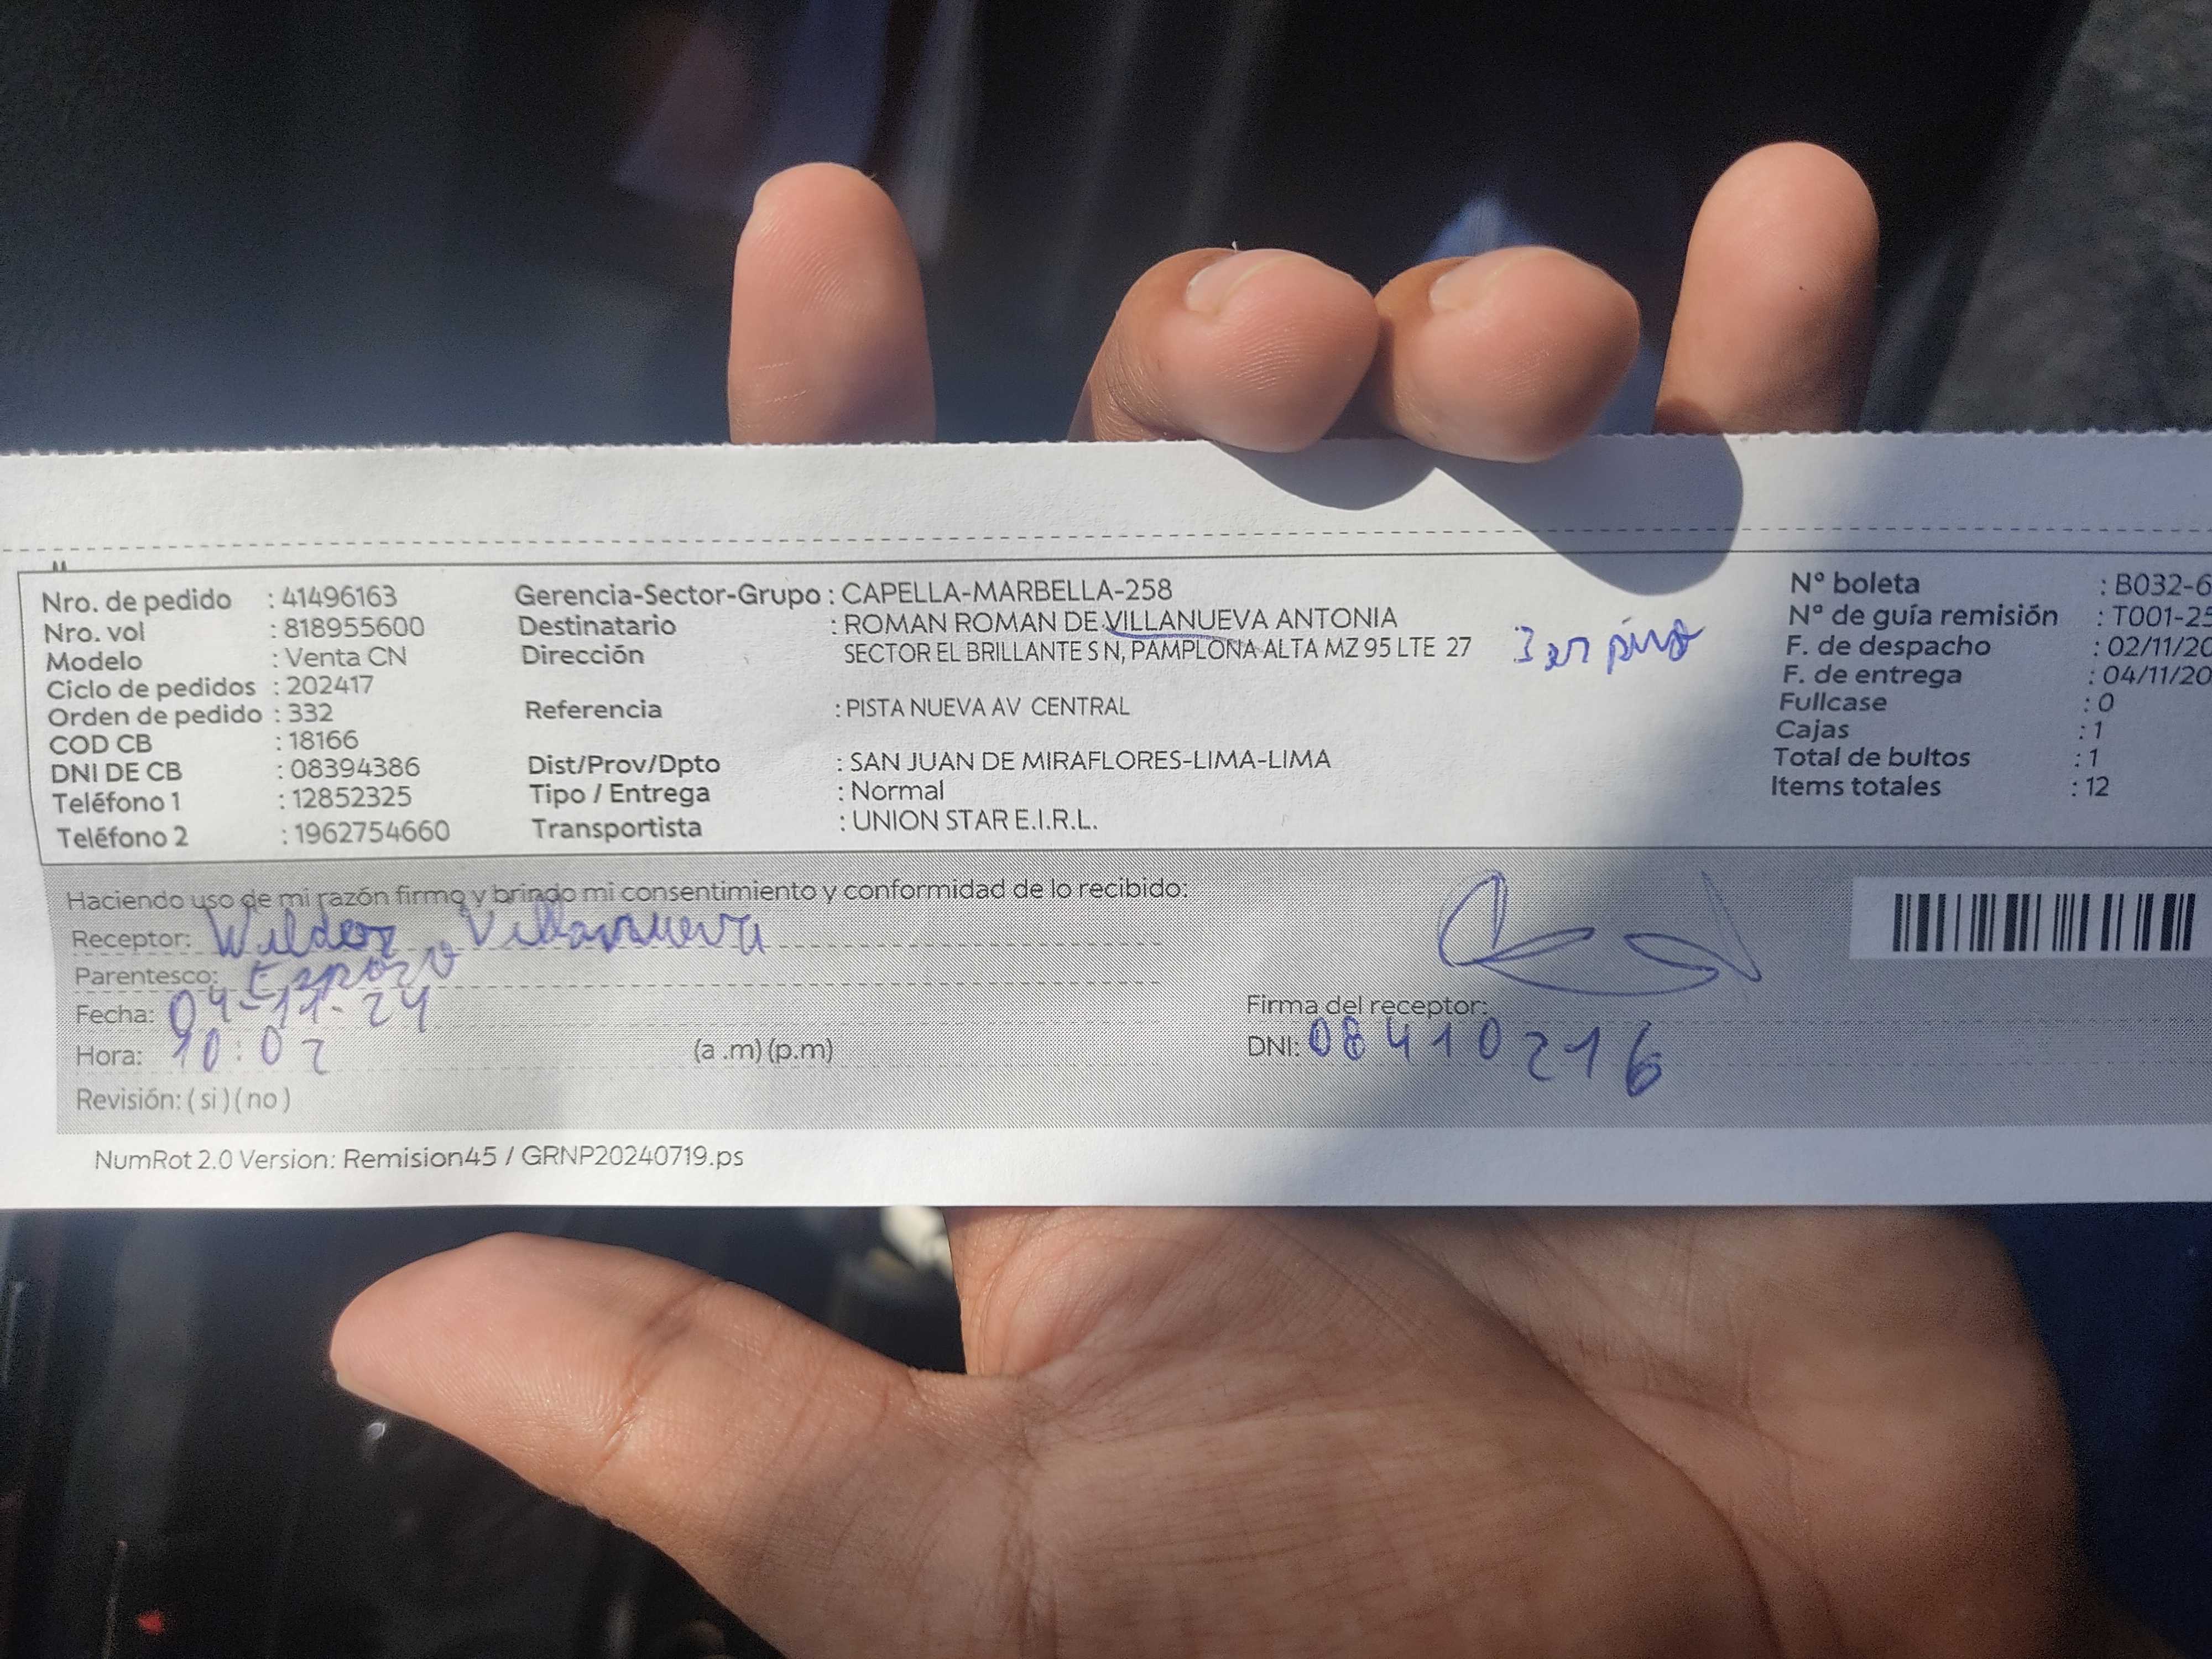 Nro. de pedido : 41496163
Nro. vol : 818955600
Modelo : Venta CN
Ciclo de pedidos : 202417
Orden de pedido : 332
COD CB : 18166
DNI DE CB : 08394386
Teléfono 1 : 12852325
Teléfono 2 : 1962754660
Gerencia-Sector-Grupo : CAPELLA-MARBELLA-258
Destinatario : ROMAN ROMAN DE VILLANUEVA ANTONIA
Dirección SECTOR EL BRILLANTE S N, PAMPLONA ALTA MZ 95 LTE 27
3er piso
Referencia : PISTA NUEVA AV CENTRAL
Dist/Prov/Dpto : SAN JUAN DE MIRAFLORES-LIMA-LIMA
Tipo / Entrega : Normal
Transportista : UNION STAR E.I.R.L.
N° boleta : B032-6
N° de guía remisión : T001-25
F. de despacho : 02/11/20
F. de entrega : 04/11/20
Fullcase : 0
Cajas : 1
Total de bultos : 1
Items totales : 12
Haciendo uso de mi razón firmo y brindo mi consentimiento y conformidad de lo recibido:
Receptor: Wilder Villanueva
Parentesco: Espozo
Fecha: 04-11-24
Hora: 10:07 (a .m) (p.m)
Revisión: ( si ) ( no )
Firma del receptor:
DNI: 08410216
NumRot 2.0 Version: Remision45 / GRNP20240719.ps